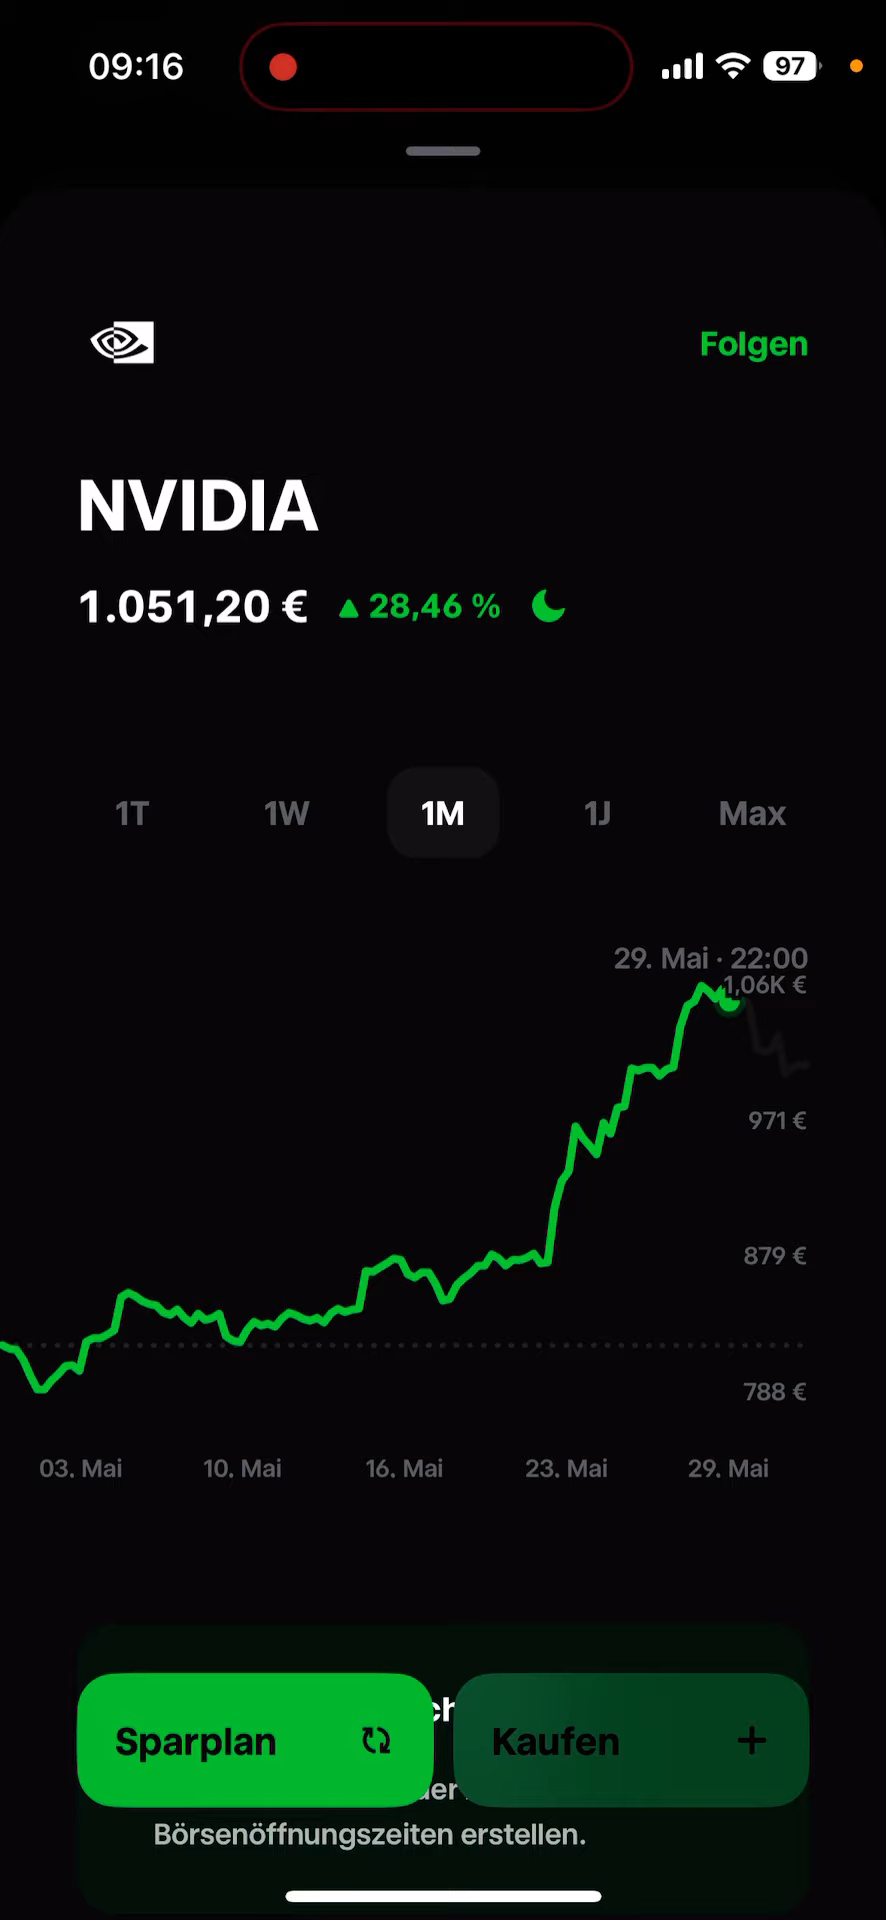 09:16
97
Folgen
NVIDIA
1.051,20 € ▲ 28,46 %
1T 1W 1M 1J Max
29. Mai · 22:00
1,06K €
971 €
879 €
788 €
03. Mai 10. Mai 16. Mai 23. Mai 29. Mai
Sparplan Kaufen +
Börsenöffnungszeiten erstellen.